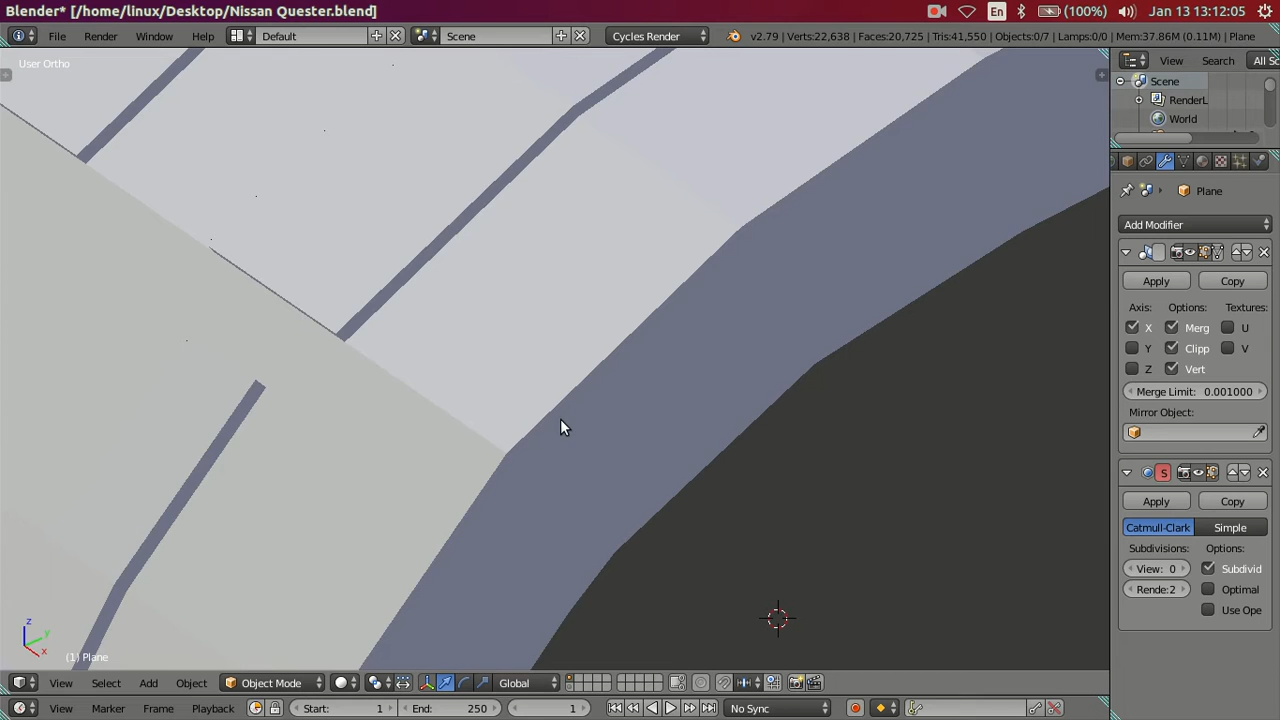 Blender* [/home/linux/Desktop/Nissan Quester.blend]
En (100%) Jan 13 13:12:05
File Render Window Help Default Scene Cycles Render v2.79 | Verts:22,638 | Faces:20,725 | Tris:41,550 | Objects:0/7 | Lamps:0/0 | Mem:37.86M (0.11M) | Plane
User Ortho
View Search All Sc
Scene
RenderL
World
Plane
Add Modifier
Apply Copy
Axis: Options: Textures:
X Merg U
Y Clipp V
Z Vert
Merge Limit: 0.001000
Mirror Object:
S
Apply Copy
Catmull-Clark Simple
Subdivisions: Options:
View: 0 Subdivid
Rende:2 Optimal
Use Ope
z
y
x
(1) Plane
View Select Add Object Object Mode Global
View Marker Frame Playback Start: 1 End: 250 1 No Sync